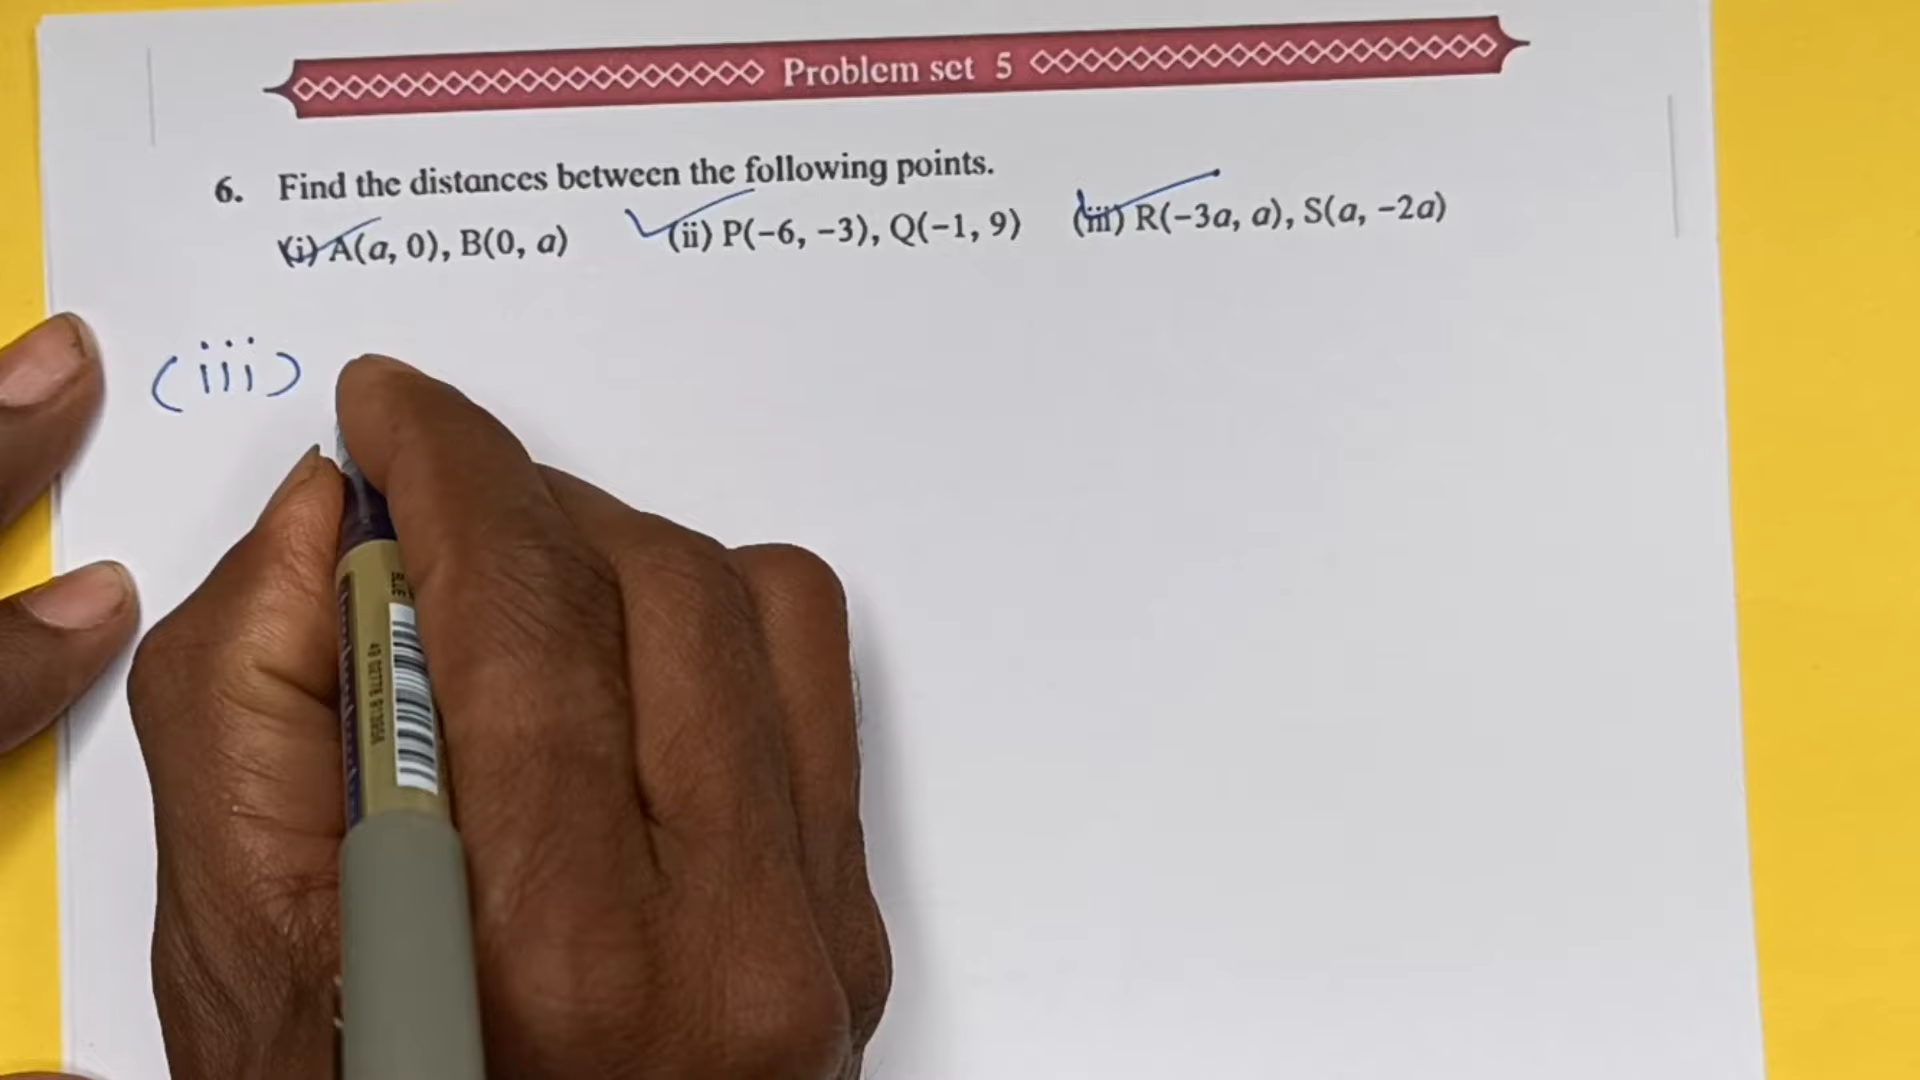 Problem set 5
6. Find the distances between the following points.
(i) A(a, 0), B(0, a) (ii) P(-6, -3), Q(-1, 9) (iii) R(-3a, a), S(a, -2a)
(iii)